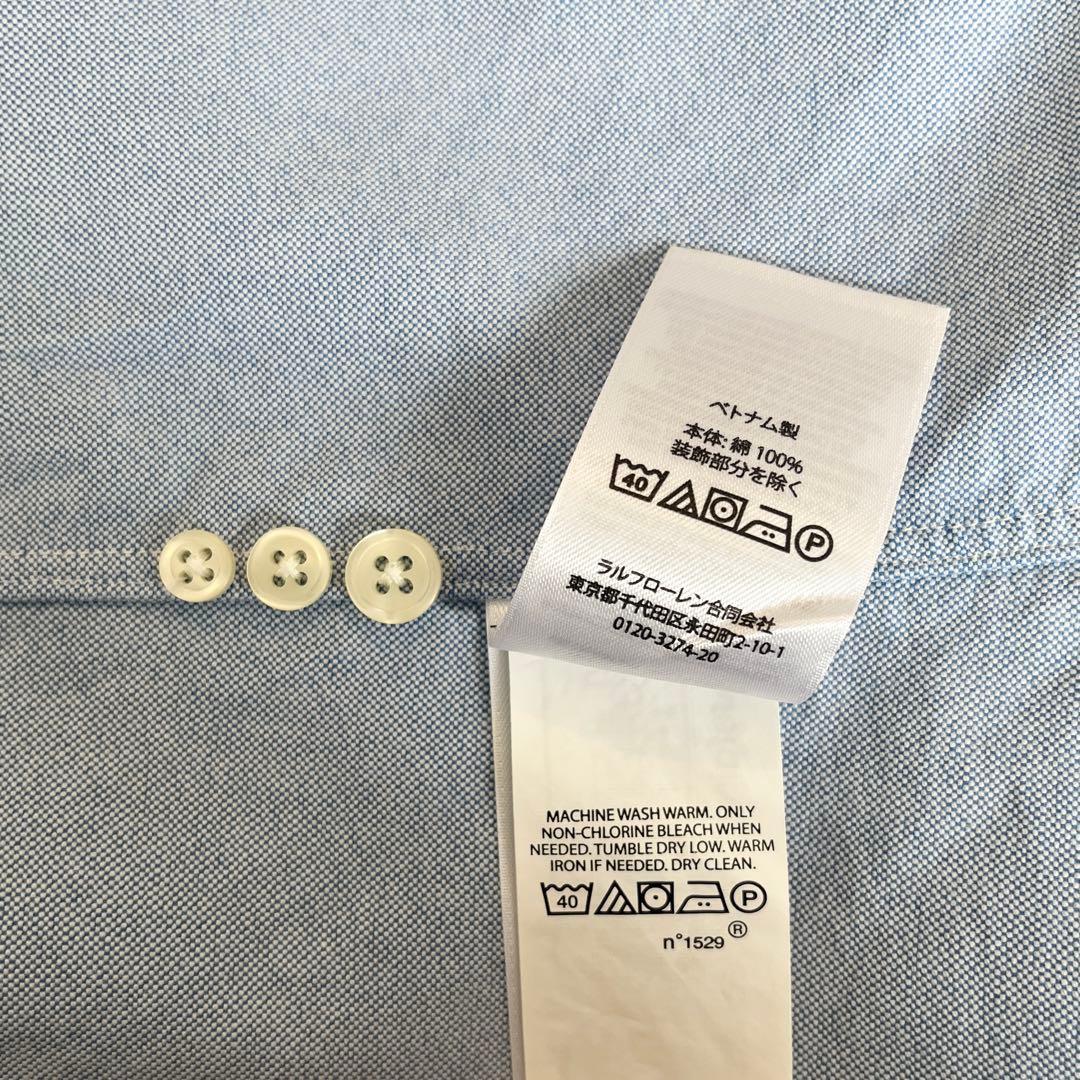 ベトナム製
本体: 綿 100%
装飾部分を除く
40 P
ラルフローレン合同会社
東京都千代田区永田町2-10-1
0120-3274-20
MACHINE WASH WARM. ONLY
NON-CHLORINE BLEACH WHEN
NEEDED. TUMBLE DRY LOW. WARM
IRON IF NEEDED. DRY CLEAN.
40 P
n°1529 ®